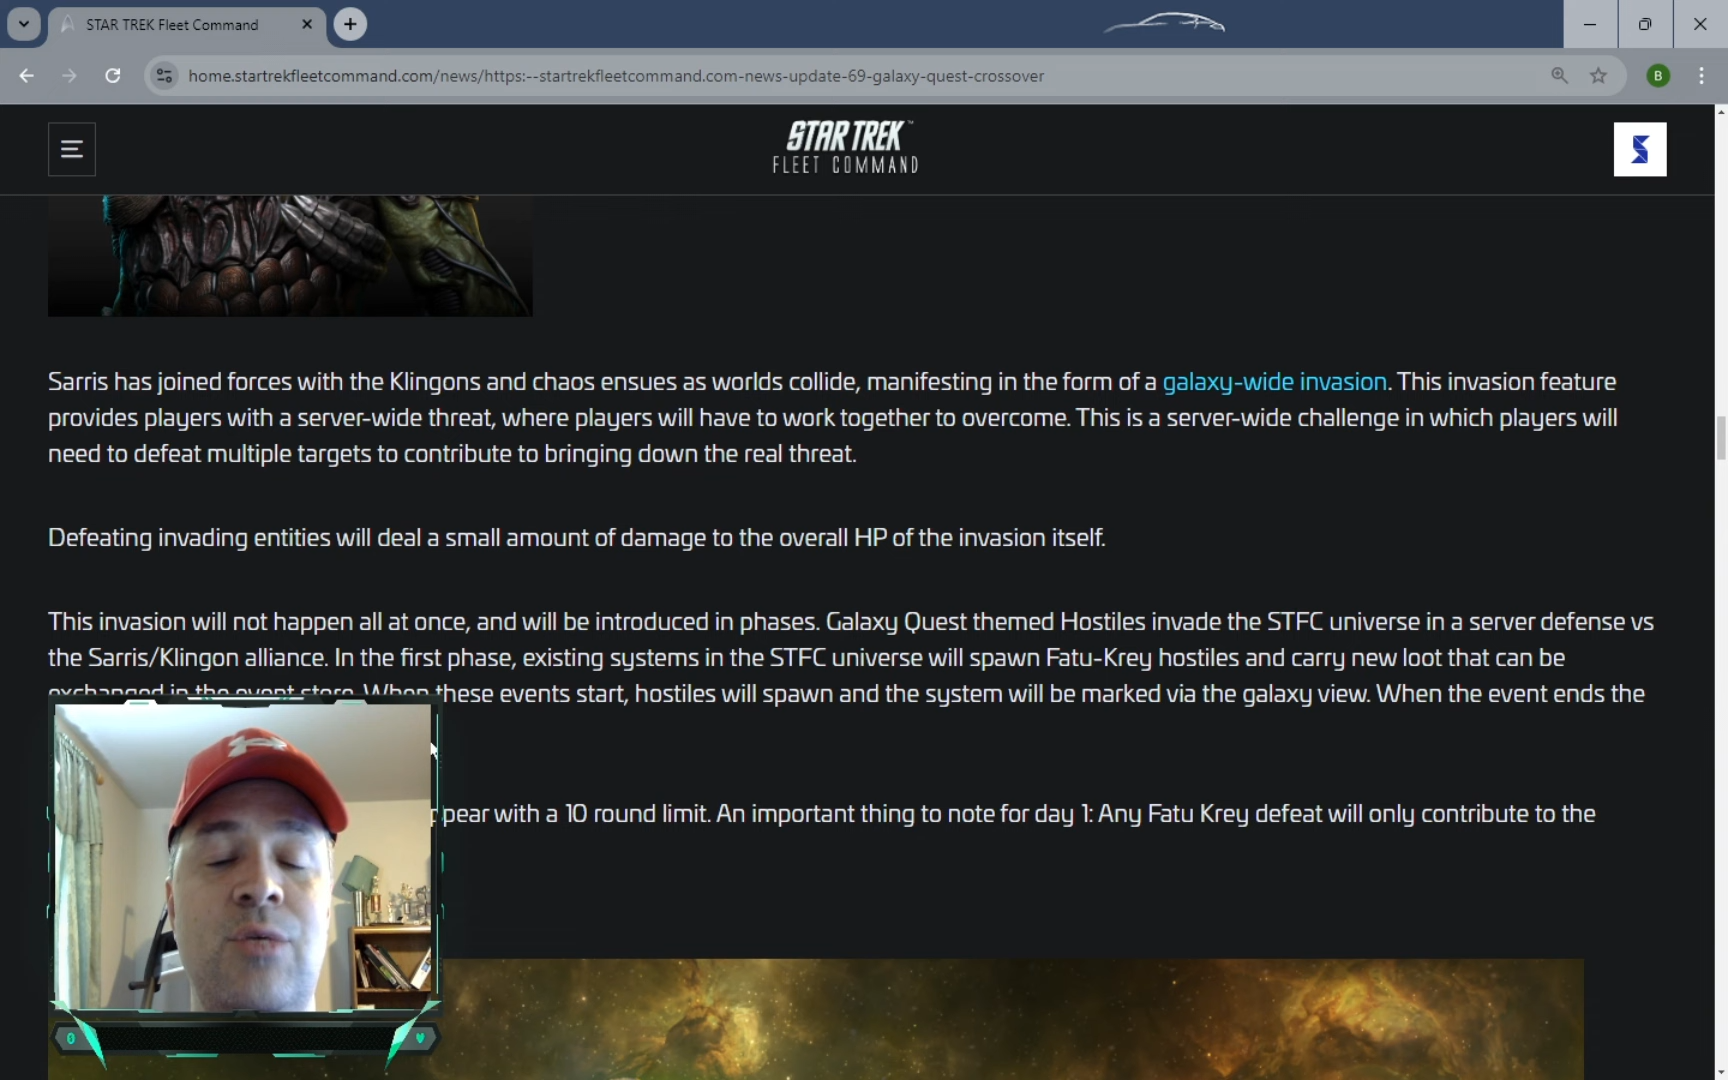 STAR TREK Fleet Command
home.startrekfleetcommand.com/news/https:--startrekfleetcommand.com-news-update-69-galaxy-quest-crossover
B
STAR TREK™
FLEET COMMAND
Sarris has joined forces with the Klingons and chaos ensues as worlds collide, manifesting in the form of a galaxy-wide invasion. This invasion feature
provides players with a server-wide threat, where players will have to work together to overcome. This is a server-wide challenge in which players will
need to defeat multiple targets to contribute to bringing down the real threat.
Defeating invading entities will deal a small amount of damage to the overall HP of the invasion itself.
This invasion will not happen all at once, and will be introduced in phases. Galaxy Quest themed Hostiles invade the STFC universe in a server defense vs
the Sarris/Klingon alliance. In the first phase, existing systems in the STFC universe will spawn Fatu-Krey hostiles and carry new loot that can be
exchanged in the event store. When these events start, hostiles will spawn and the system will be marked via the galaxy view. When the event ends the
with a 10 round limit. An important thing to note for day 1: Any Fatu Krey defeat will only contribute to the
0